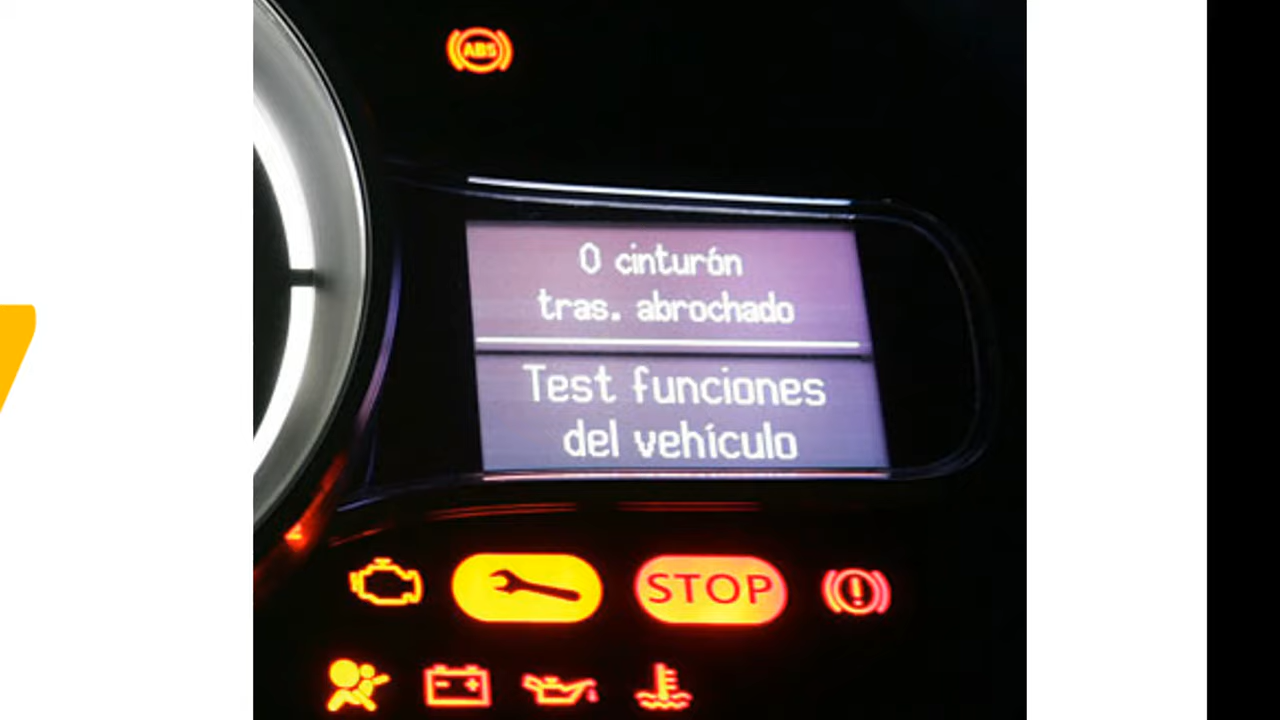 ABS
0 cinturón
tras. abrochado
Test funciones
del vehículo
STOP